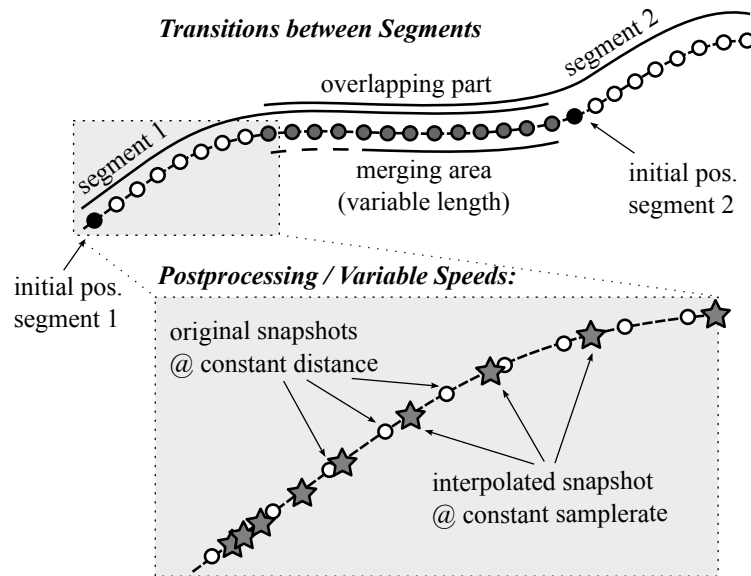 Transitions between Segments
segment 2
overlapping part
segment 1
merging area
(variable length)
initial pos.
segment 2
initial pos.
segment 1
Postprocessing / Variable Speeds:
original snapshots
@ constant distance
interpolated snapshot
@ constant samplerate